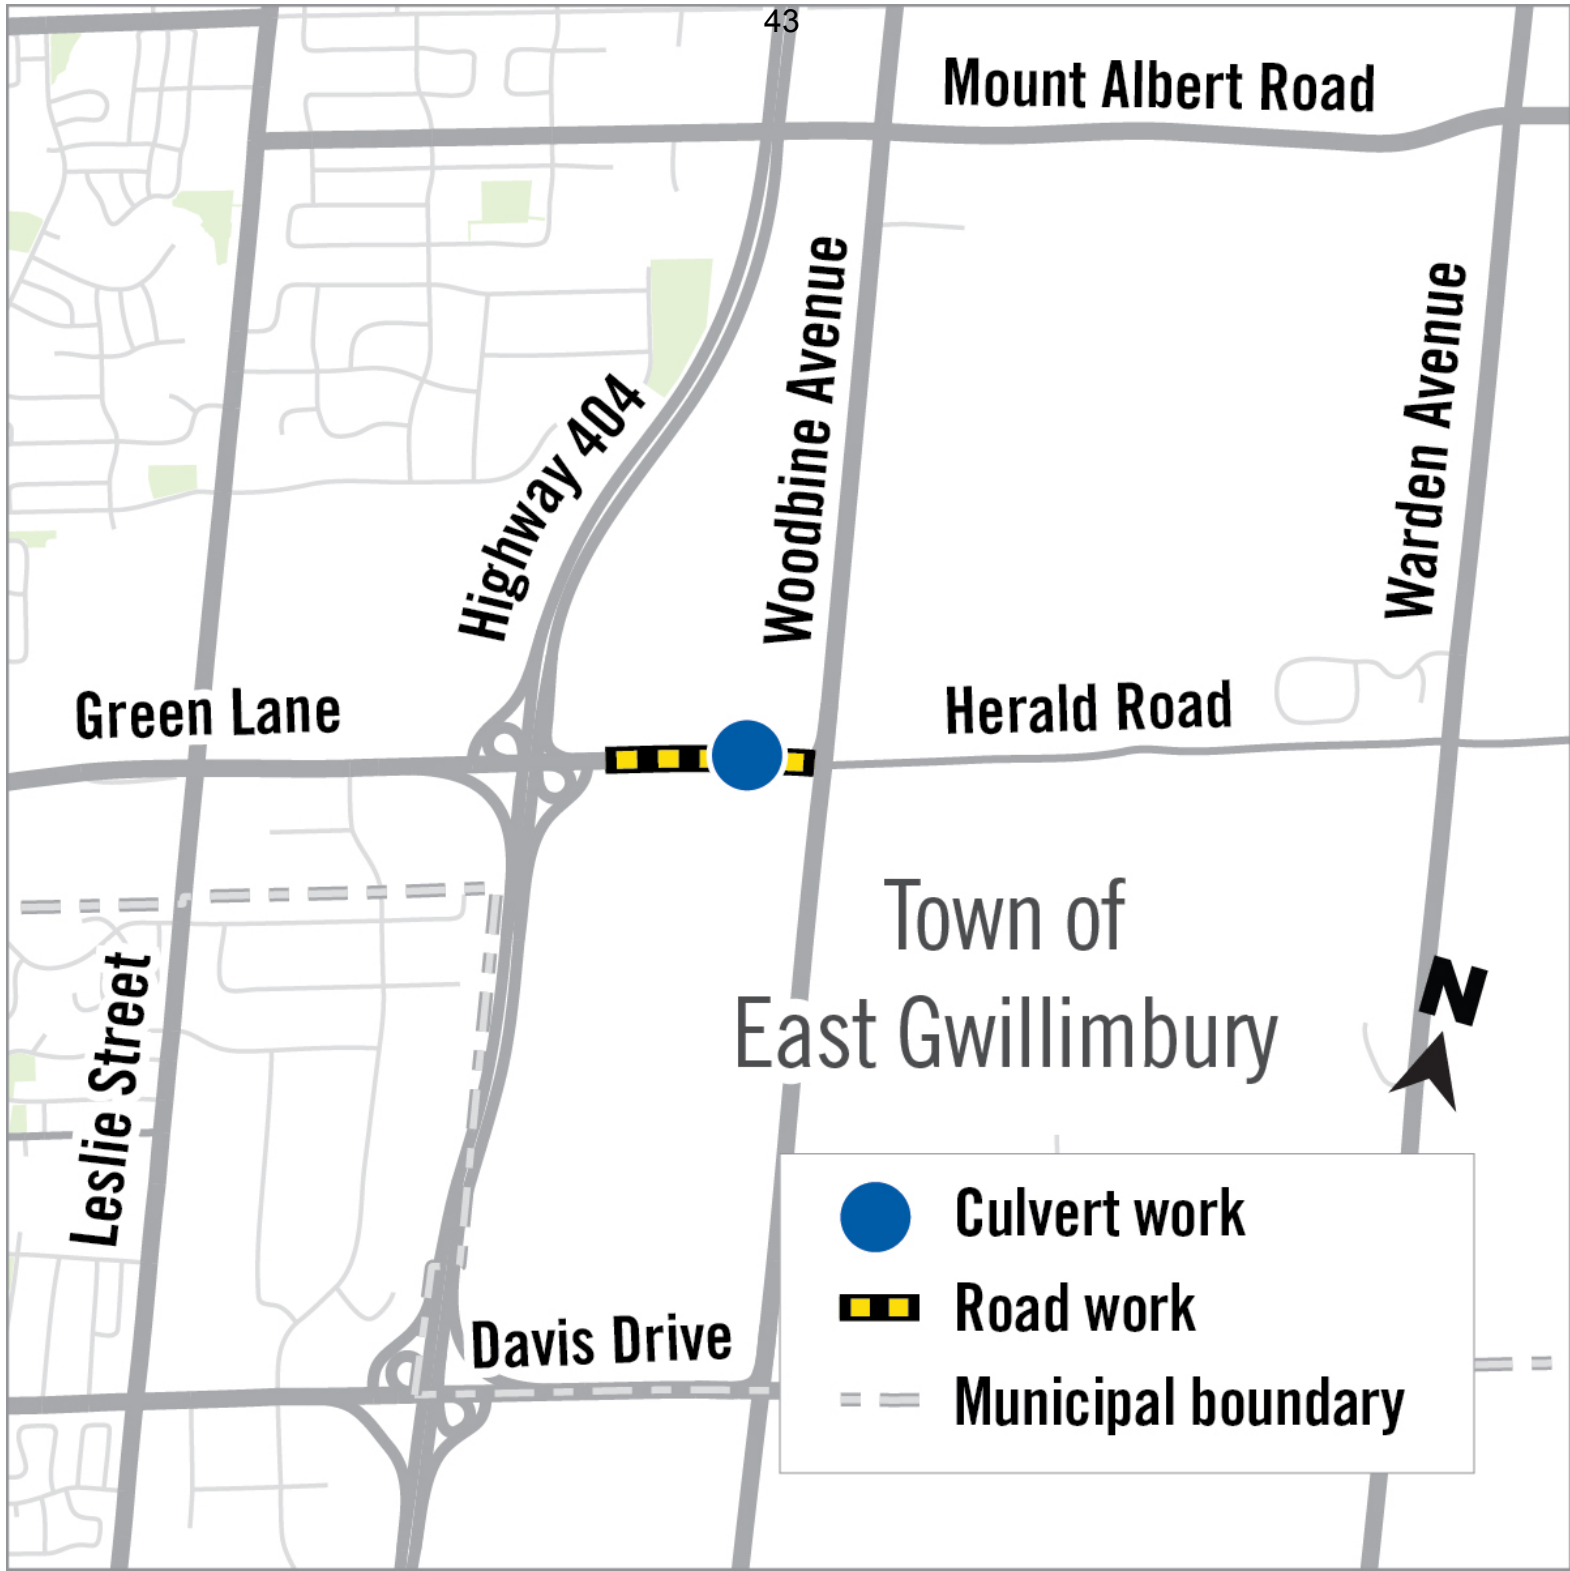 43
Mount Albert Road
Woodbine Avenue
Warden Avenue
Highway 404
Green Lane
Herald Road
Town of
East Gwillimbury
N
Leslie Street
Davis Drive
Culvert work
Road work
Municipal boundary